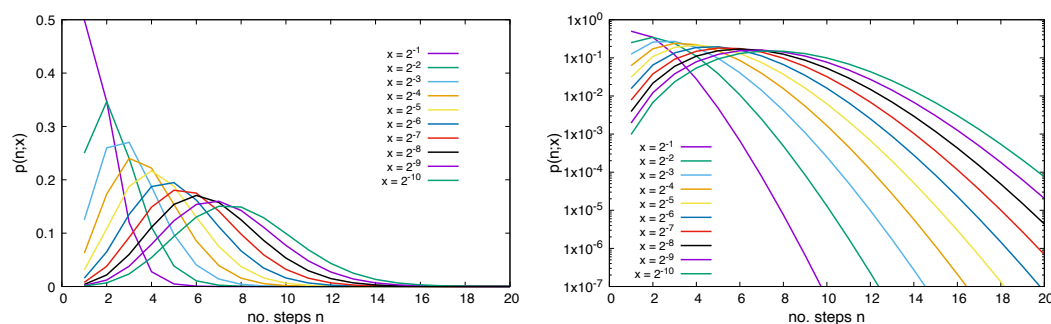 0.5
0.4
0.3
0.2
0.1
0
p(n;x)
0 2 4 6 8 10 12 14 16 18 20
no. steps n
x = 2⁻¹
x = 2⁻²
x = 2⁻³
x = 2⁻⁴
x = 2⁻⁵
x = 2⁻⁶
x = 2⁻⁷
x = 2⁻⁸
x = 2⁻⁹
x = 2⁻¹⁰
1x10⁰
1x10⁻¹
1x10⁻²
1x10⁻³
1x10⁻⁴
1x10⁻⁵
1x10⁻⁶
1x10⁻⁷
p(n;x)
0 2 4 6 8 10 12 14 16 18 20
no. steps n
x = 2⁻¹
x = 2⁻²
x = 2⁻³
x = 2⁻⁴
x = 2⁻⁵
x = 2⁻⁶
x = 2⁻⁷
x = 2⁻⁸
x = 2⁻⁹
x = 2⁻¹⁰